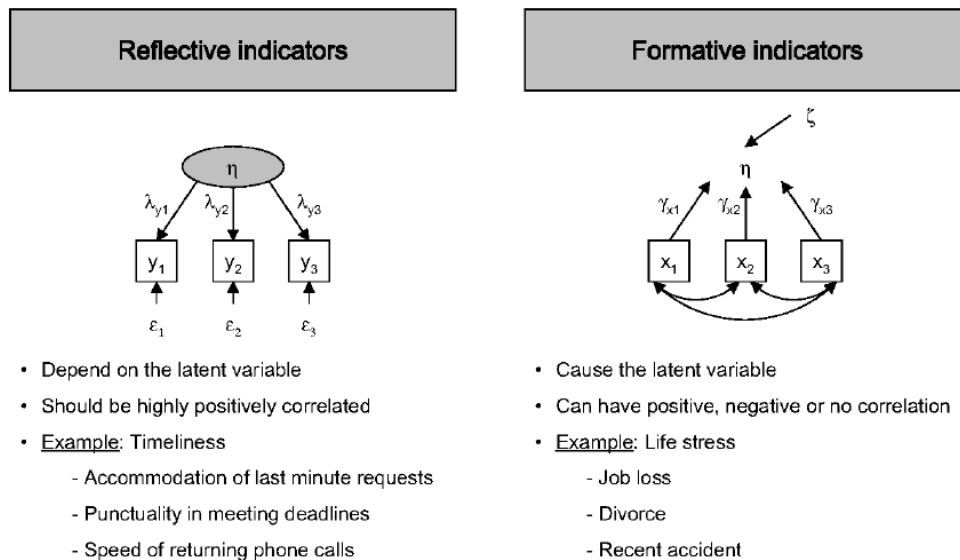 Reflective indicators
η
λy1 λy2 λy3
y1 y2 y3
ε1 ε2 ε3
• Depend on the latent variable
• Should be highly positively correlated
• Example: Timeliness
- Accommodation of last minute requests
- Punctuality in meeting deadlines
- Speed of returning phone calls
Formative indicators
ζ
η
γx1 γx2 γx3
x1 x2 x3
• Cause the latent variable
• Can have positive, negative or no correlation
• Example: Life stress
- Job loss
- Divorce
- Recent accident